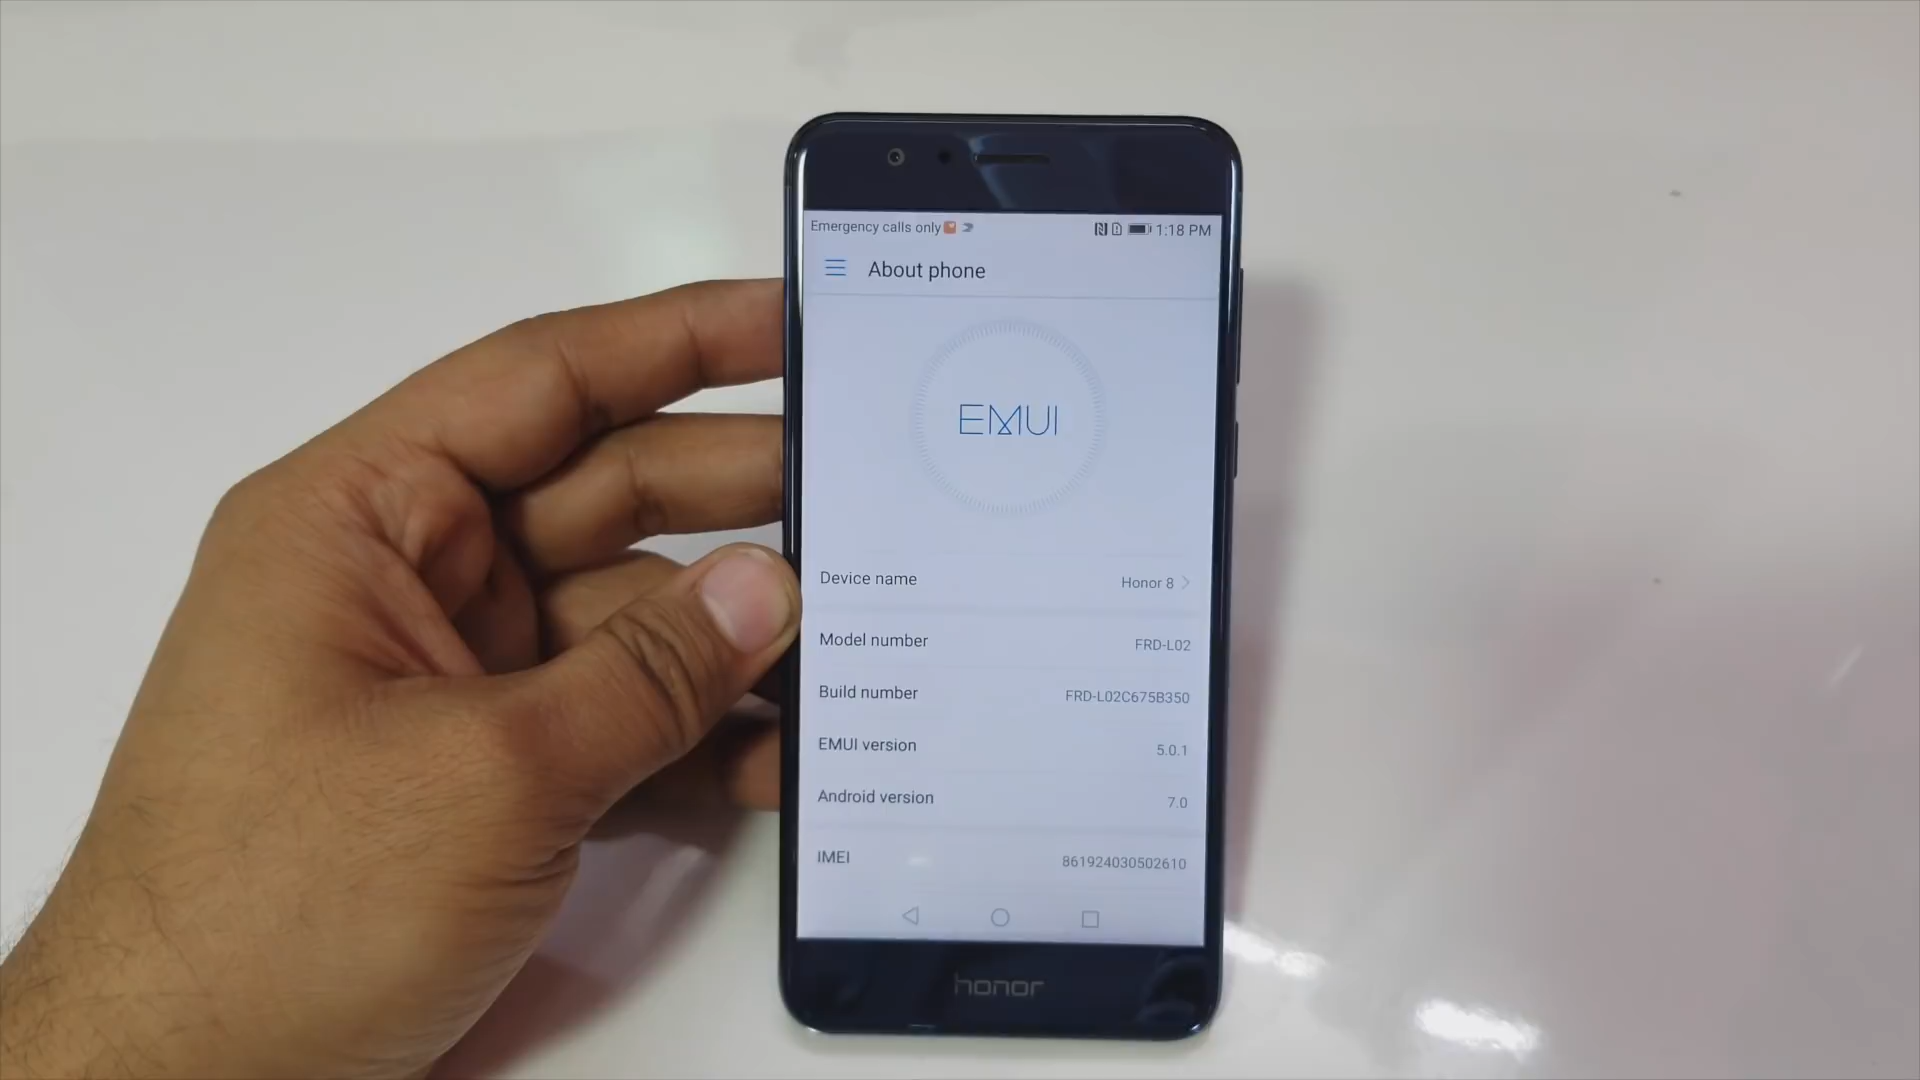 Emergency calls only 1:18 PM
About phone
EMUI
Device name Honor 8
Model number FRD-L02
Build number FRD-L02C675B350
EMUI version 5.0.1
Android version 7.0
IMEI 861924030502610
honor